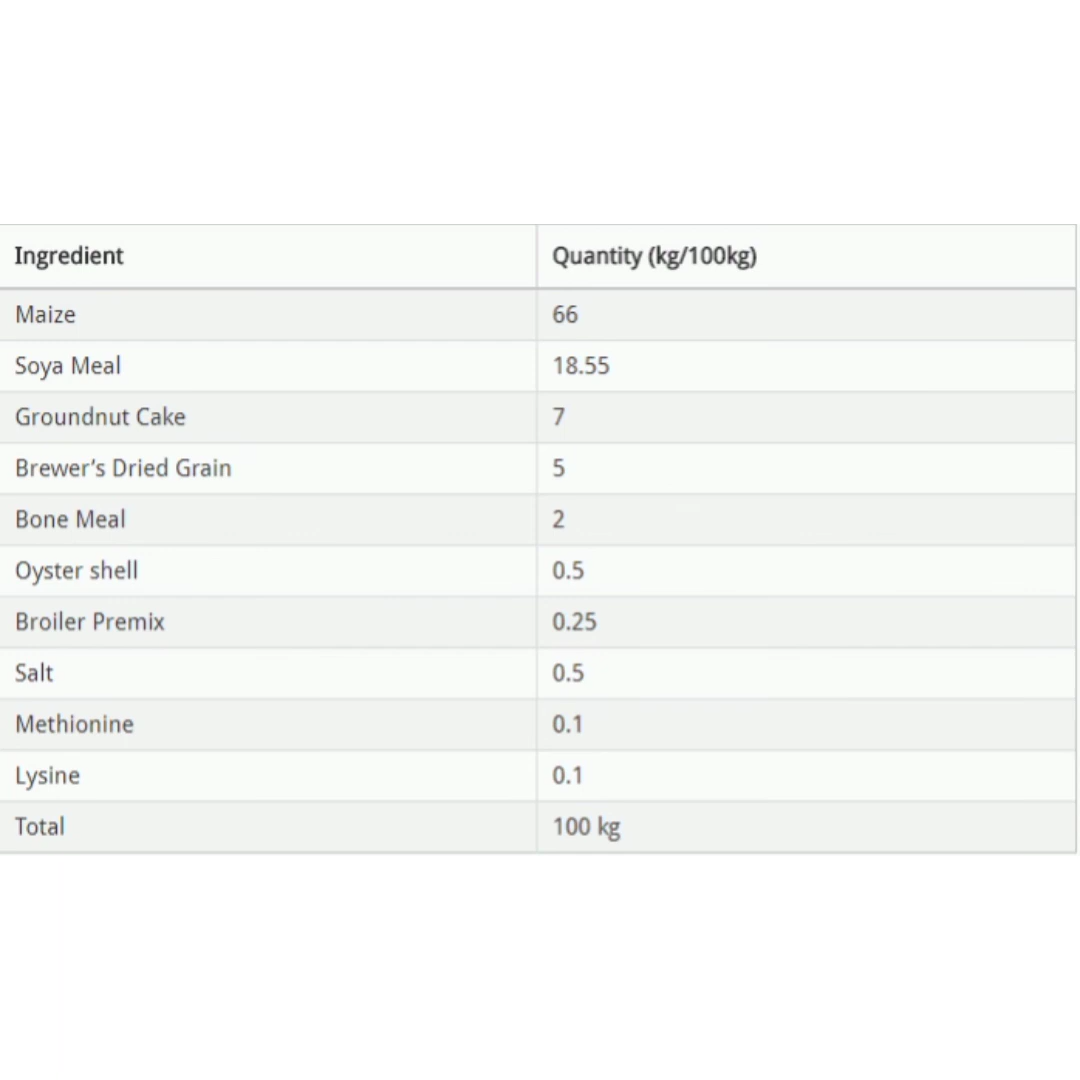 Ingredient Quantity (kg/100kg)
Maize 66
Soya Meal 18.55
Groundnut Cake 7
Brewer’s Dried Grain 5
Bone Meal 2
Oyster shell 0.5
Broiler Premix 0.25
Salt 0.5
Methionine 0.1
Lysine 0.1
Total 100 kg